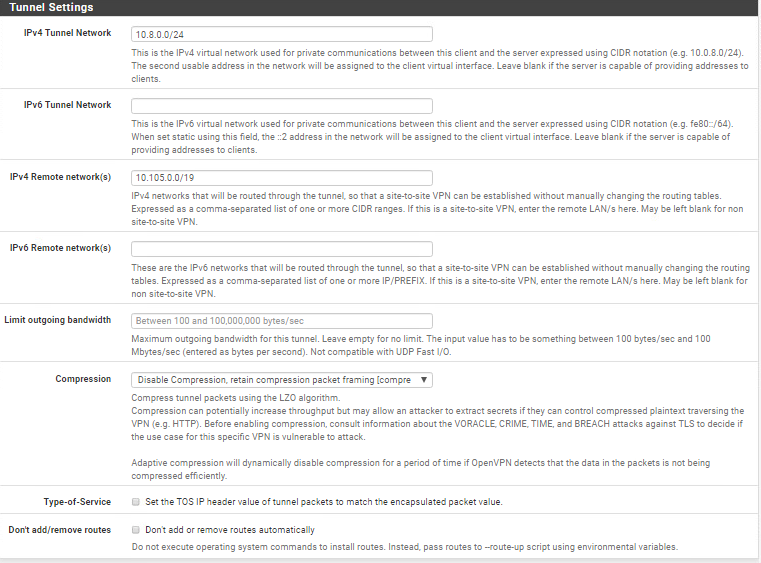 Tunnel Settings
IPv4 Tunnel Network
10.8.0.0/24
This is the IPv4 virtual network used for private communications between this client and the server expressed using CIDR notation (e.g. 10.0.8.0/24).
The second usable address in the network will be assigned to the client virtual interface. Leave blank if the server is capable of providing addresses to
clients.
IPv6 Tunnel Network
This is the IPv6 virtual network used for private communications between this client and the server expressed using CIDR notation (e.g. fe80::/64).
When set static using this field, the ::2 address in the network will be assigned to the client virtual interface. Leave blank if the server is capable of
providing addresses to clients.
IPv4 Remote network(s)
10.105.0.0/19
IPv4 networks that will be routed through the tunnel, so that a site-to-site VPN can be established without manually changing the routing tables.
Expressed as a comma-separated list of one or more CIDR ranges. If this is a site-to-site VPN, enter the remote LAN/s here. May be left blank for non
site-to-site VPN.
IPv6 Remote network(s)
These are the IPv6 networks that will be routed through the tunnel, so that a site-to-site VPN can be established without manually changing the routing
tables. Expressed as a comma-separated list of one or more IP/PREFIX. If this is a site-to-site VPN, enter the remote LAN/s here. May be left blank for
non site-to-site VPN.
Limit outgoing bandwidth
Between 100 and 100,000,000 bytes/sec
Maximum outgoing bandwidth for this tunnel. Leave empty for no limit. The input value has to be something between 100 bytes/sec and 100
Mbytes/sec (entered as bytes per second). Not compatible with UDP Fast I/O.
Compression
Disable Compression, retain compression packet framing [compre
Compress tunnel packets using the LZO algorithm.
Compression can potentially increase throughput but may allow an attacker to extract secrets if they can control compressed plaintext traversing the
VPN (e.g. HTTP). Before enabling compression, consult information about the VORACLE, CRIME, TIME, and BREACH attacks against TLS to decide if
the use case for this specific VPN is vulnerable to attack.
Adaptive compression will dynamically disable compression for a period of time if OpenVPN detects that the data in the packets is not being
compressed efficiently.
Type-of-Service
Set the TOS IP header value of tunnel packets to match the encapsulated packet value.
Don't add/remove routes
Don't add or remove routes automatically
Do not execute operating system commands to install routes. Instead, pass routes to --route-up script using environmental variables.